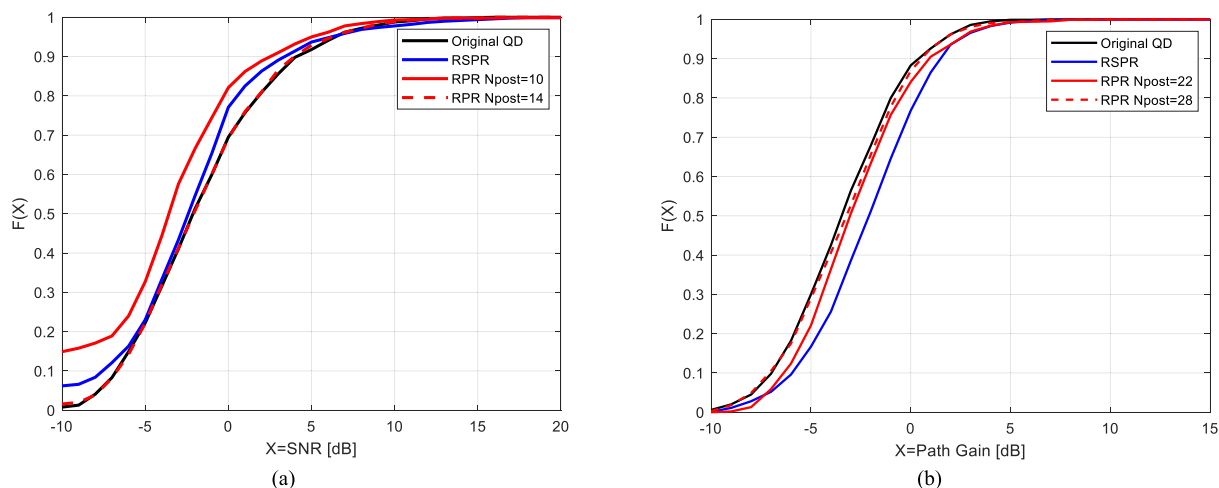 1
0.9
0.8
0.7
0.6
0.5
0.4
0.3
0.2
0.1
0
F(X)
-10 -5 0 5 10 15 20
X=SNR [dB]
Original QD
RSPR
RPR Npost=10
RPR Npost=14
(a)
1
0.9
0.8
0.7
0.6
0.5
0.4
0.3
0.2
0.1
0
F(X)
-10 -5 0 5 10 15
X=Path Gain [dB]
Original QD
RSPR
RPR Npost=22
RPR Npost=28
(b)